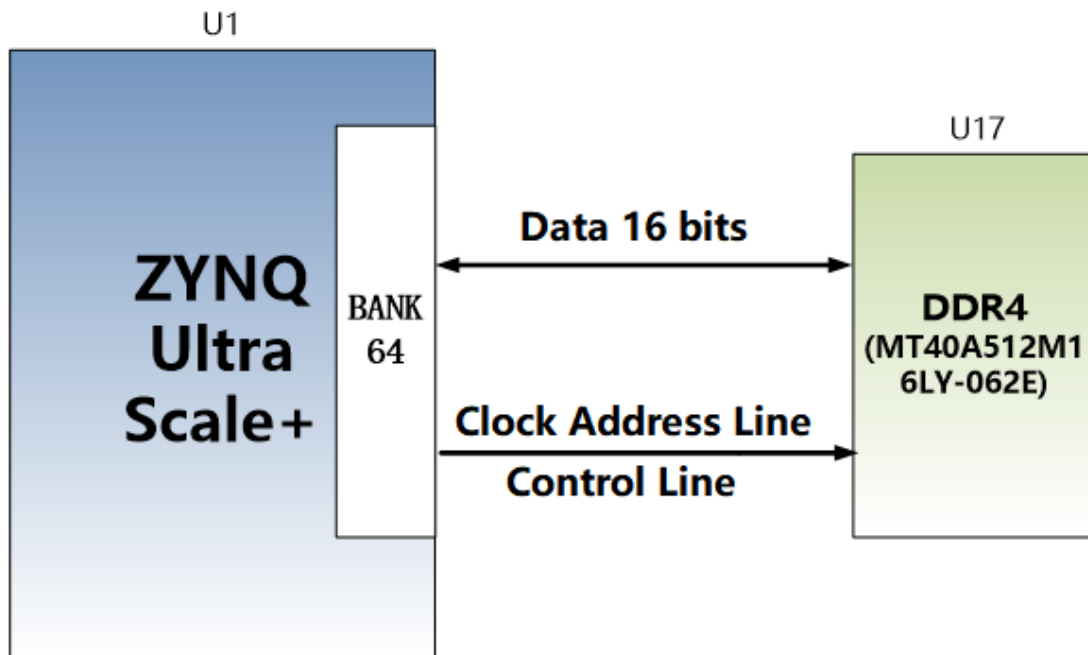 U1
U17
ZYNQ
Ultra
Scale+
BANK
64
Data 16 bits
Clock Address Line
Control Line
DDR4
(MT40A512M1
6LY-062E)